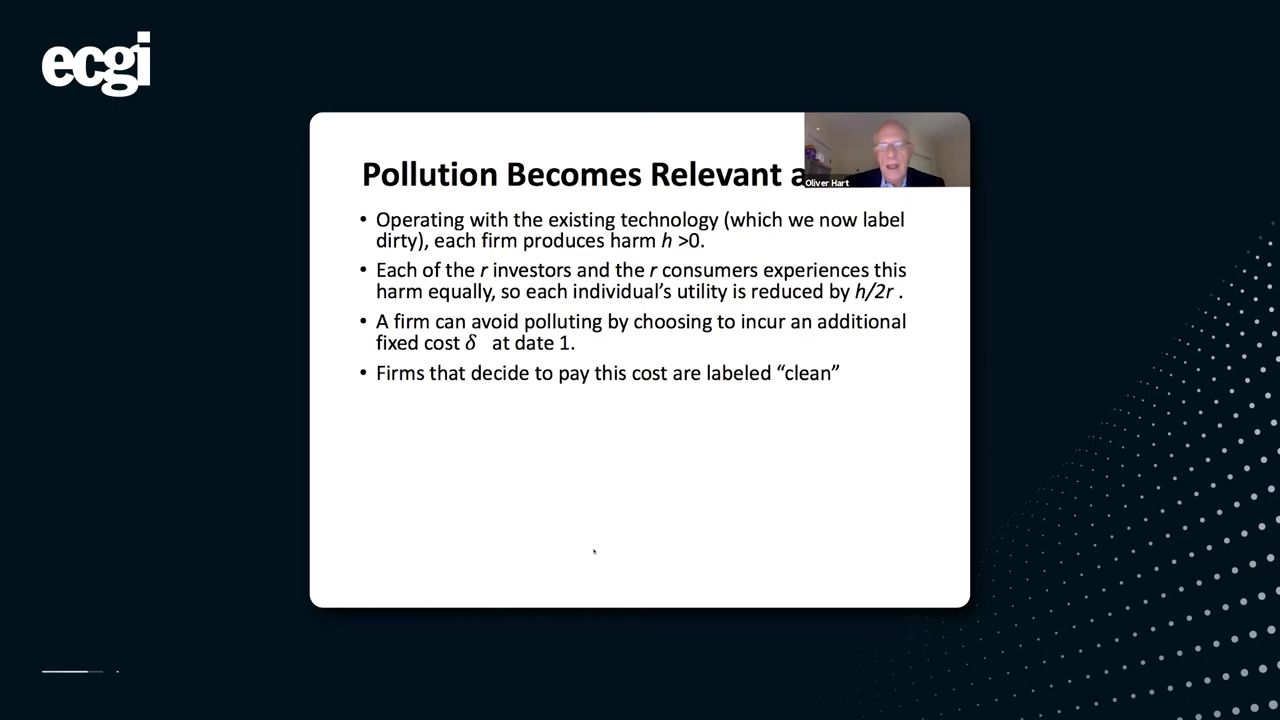 ecgi
Pollution Becomes Relevant a
Oliver Hart
• Operating with the existing technology (which we now label
dirty), each firm produces harm h >0.
• Each of the r investors and the r consumers experiences this
harm equally, so each individual’s utility is reduced by h/2r .
• A firm can avoid polluting by choosing to incur an additional
fixed cost δ at date 1.
• Firms that decide to pay this cost are labeled “clean”